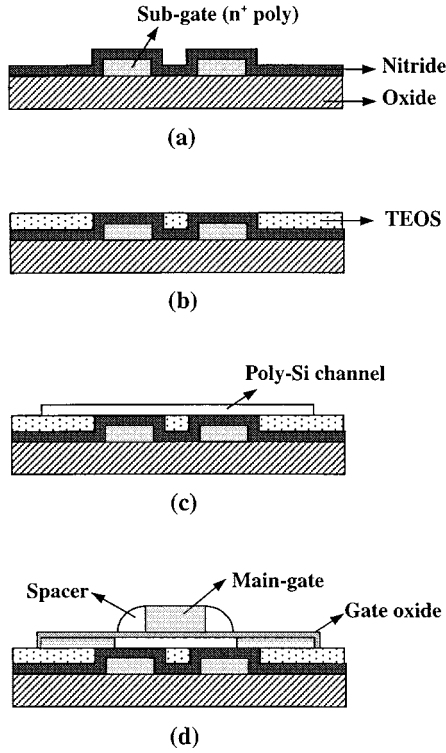 Sub-gate (n⁺ poly)
Nitride
Oxide
(a)
TEOS
(b)
Poly-Si channel
(c)
Main-gate
Spacer
Gate oxide
(d)